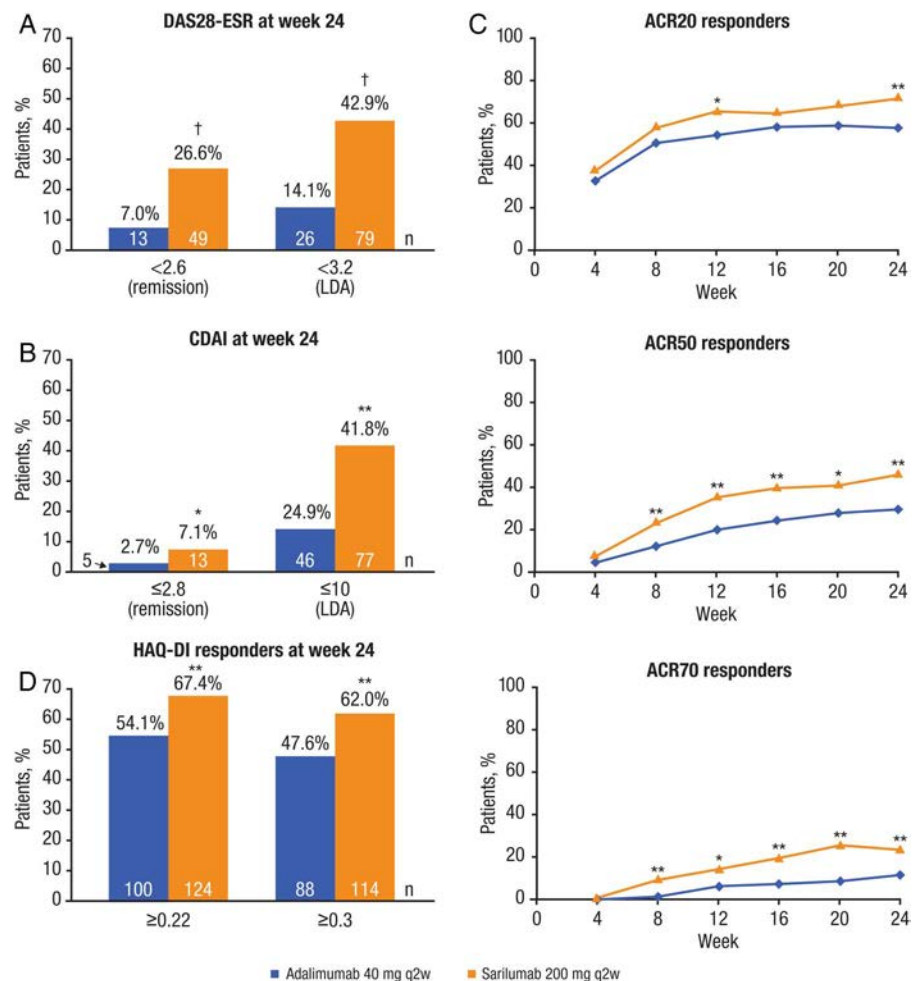 A
DAS28-ESR at week 24
Patients, %
70
60
50
40
30
20
10
0
7.0%
†
26.6%
14.1%
†
42.9%
13
49
26
79
n
<2.6
(remission)
<3.2
(LDA)
B
CDAI at week 24
Patients, %
70
60
50
40
30
20
10
0
5
2.7%
*
7.1%
24.9%
**
41.8%
13
46
77
n
≤2.8
(remission)
≤10
(LDA)
D
HAQ-DI responders at week 24
Patients, %
70
60
50
40
30
20
10
0
54.1%
**
67.4%
47.6%
**
62.0%
100
124
88
114
n
≥0.22
≥0.3
C
ACR20 responders
Patients, %
100
80
60
40
20
0
*
**
0 4 8 12 16 20 24
Week
ACR50 responders
Patients, %
100
80
60
40
20
0
** ** ** * **
0 4 8 12 16 20 24
Week
ACR70 responders
Patients, %
100
80
60
40
20
0
** * ** ** **
0 4 8 12 16 20 24
Week
Adalimumab 40 mg q2w
Sarilumab 200 mg q2w